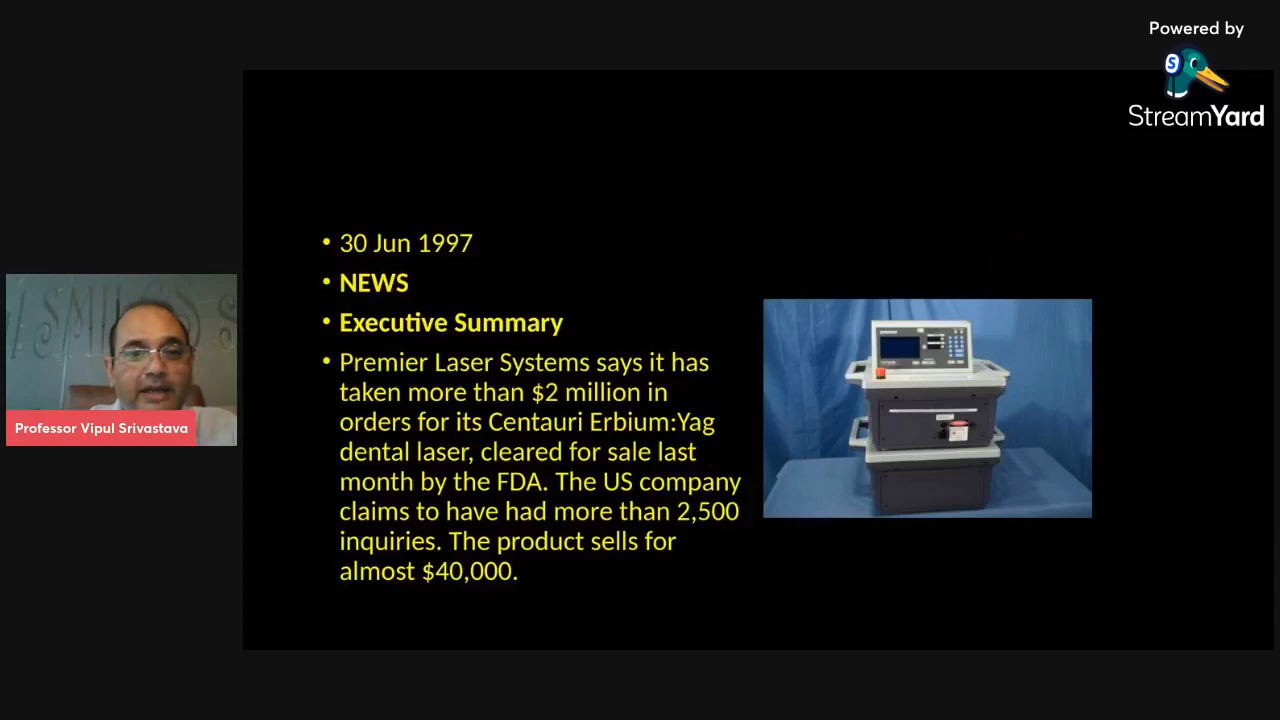 Powered by
StreamYard
• 30 Jun 1997
• NEWS
• Executive Summary
• Premier Laser Systems says it has
taken more than $2 million in
orders for its Centauri Erbium:Yag
dental laser, cleared for sale last
month by the FDA. The US company
claims to have had more than 2,500
inquiries. The product sells for
almost $40,000.
SMILES
Professor Vipul Srivastava